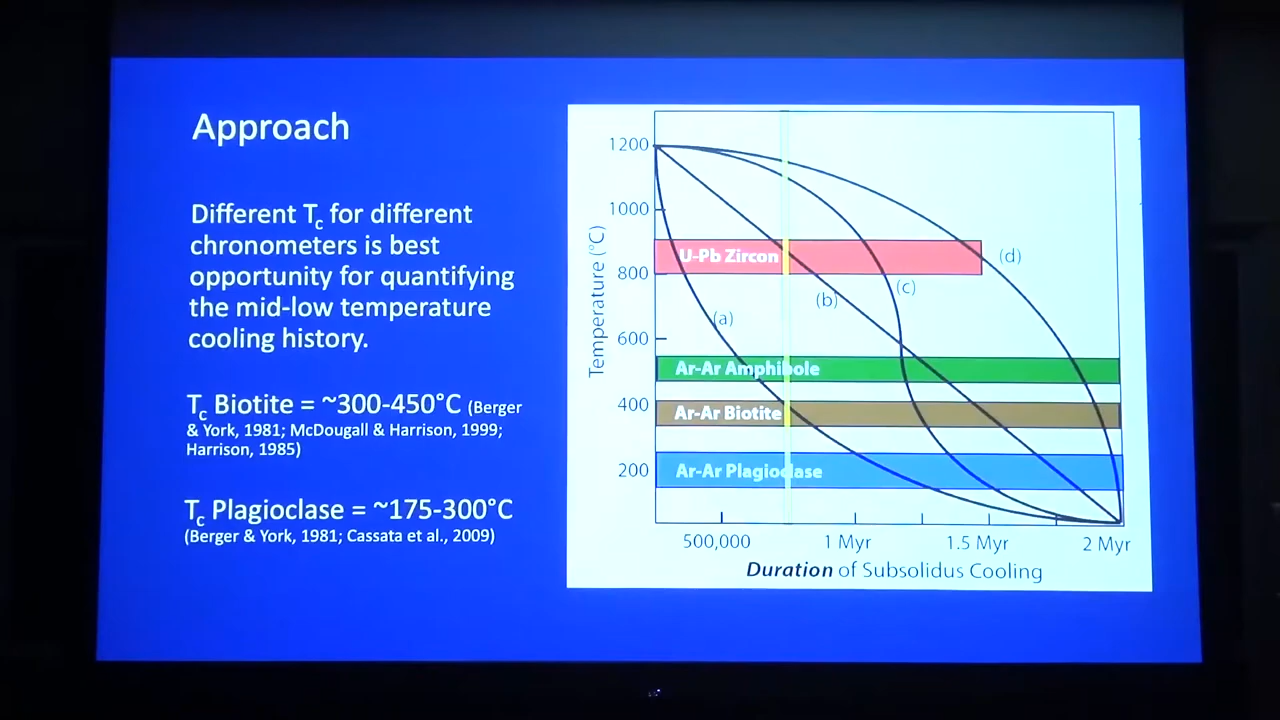 Approach
Different Tc for different
chronometers is best
opportunity for quantifying
the mid-low temperature
cooling history.
Tc Biotite = ~300-450°C (Berger
& York, 1981; McDougall & Harrison, 1999;
Harrison, 1985)
Tc Plagioclase = ~175-300°C
(Berger & York, 1981; Cassata et al., 2009)
Temperature (°C)
1200
1000
800
600
400
200
U-Pb Zircon
(d)
(c)
(b)
(a)
Ar-Ar Amphibole
Ar-Ar Biotite
Ar-Ar Plagioclase
500,000
1 Myr
1.5 Myr
2 Myr
Duration of Subsolidus Cooling